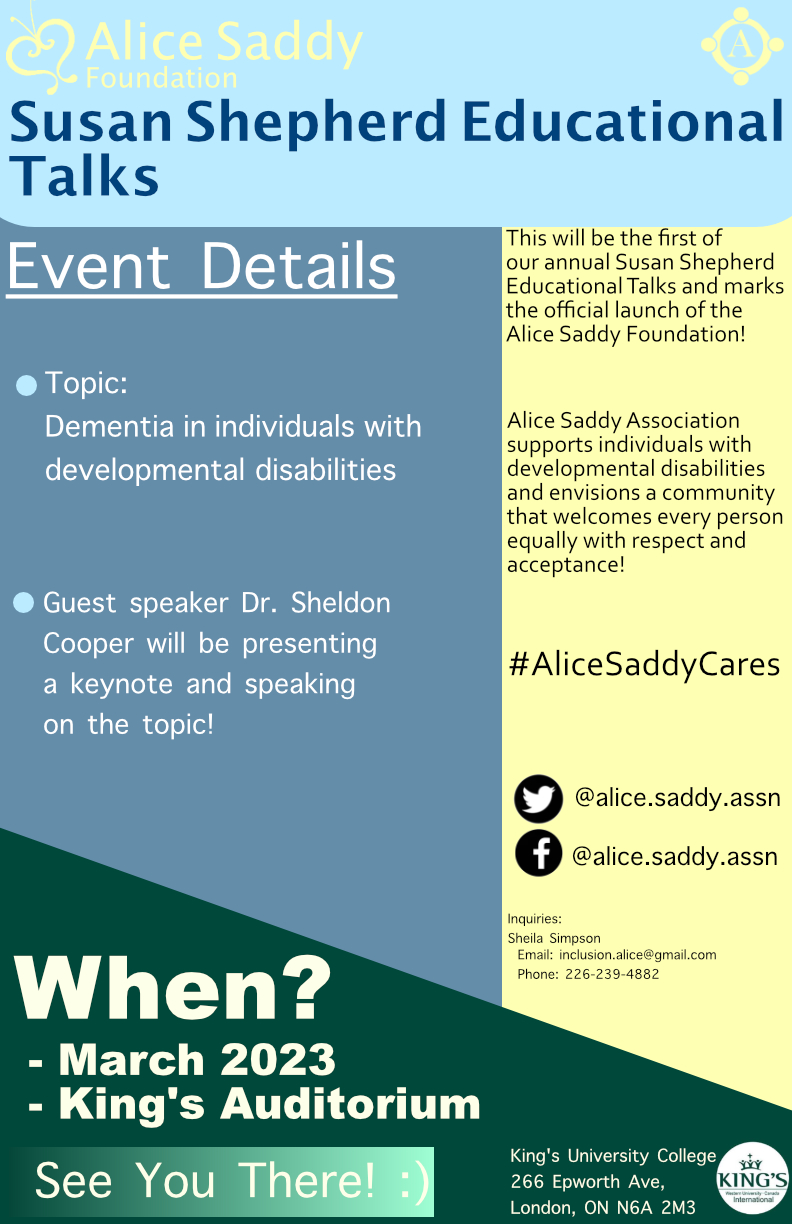 Alice Saddy
Foundation
A
Susan Shepherd Educational
Talks
Event Details
Topic:
Dementia in individuals with
developmental disabilities
Guest speaker Dr. Sheldon
Cooper will be presenting
a keynote and speaking
on the topic!
This will be the first of
our annual Susan Shepherd
Educational Talks and marks
the official launch of the
Alice Saddy Foundation!
Alice Saddy Association
supports individuals with
developmental disabilities
and envisions a community
that welcomes every person
equally with respect and
acceptance!
#AliceSaddyCares
@alice.saddy.assn
@alice.saddy.assn
Inquiries:
Sheila Simpson
Email: inclusion.alice@gmail.com
Phone: 226-239-4882
When?
- March 2023
- King's Auditorium
See You There! :)
King's University College
266 Epworth Ave,
London, ON N6A 2M3
KING'S
Western University · Canada
International